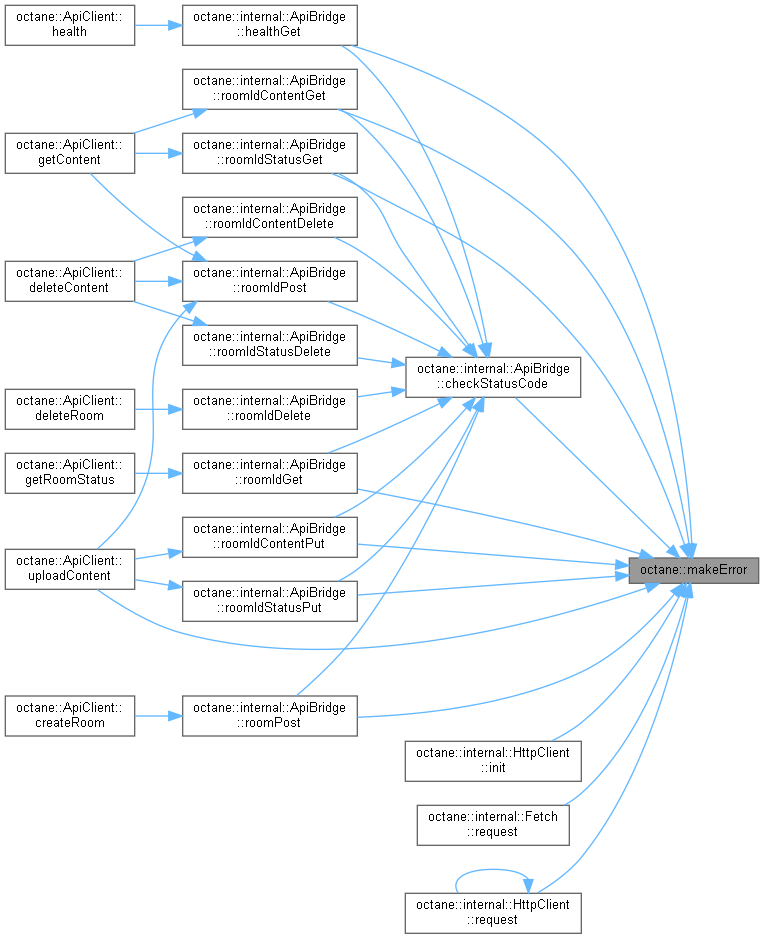 octane::ApiClient::
health
octane::internal::ApiBridge
::healthGet
octane::internal::ApiBridge
::roomIdContentGet
octane::ApiClient::
getContent
octane::internal::ApiBridge
::roomIdStatusGet
octane::internal::ApiBridge
::roomIdContentDelete
octane::ApiClient::
deleteContent
octane::internal::ApiBridge
::roomIdPost
octane::internal::ApiBridge
::roomIdStatusDelete
octane::internal::ApiBridge
::checkStatusCode
octane::ApiClient::
deleteRoom
octane::internal::ApiBridge
::roomIdDelete
octane::ApiClient::
getRoomStatus
octane::internal::ApiBridge
::roomIdGet
octane::internal::ApiBridge
::roomIdContentPut
octane::ApiClient::
uploadContent
octane::makeError
octane::internal::ApiBridge
::roomIdStatusPut
octane::ApiClient::
createRoom
octane::internal::ApiBridge
::roomPost
octane::internal::HttpClient
::init
octane::internal::Fetch
::request
octane::internal::HttpClient
::request